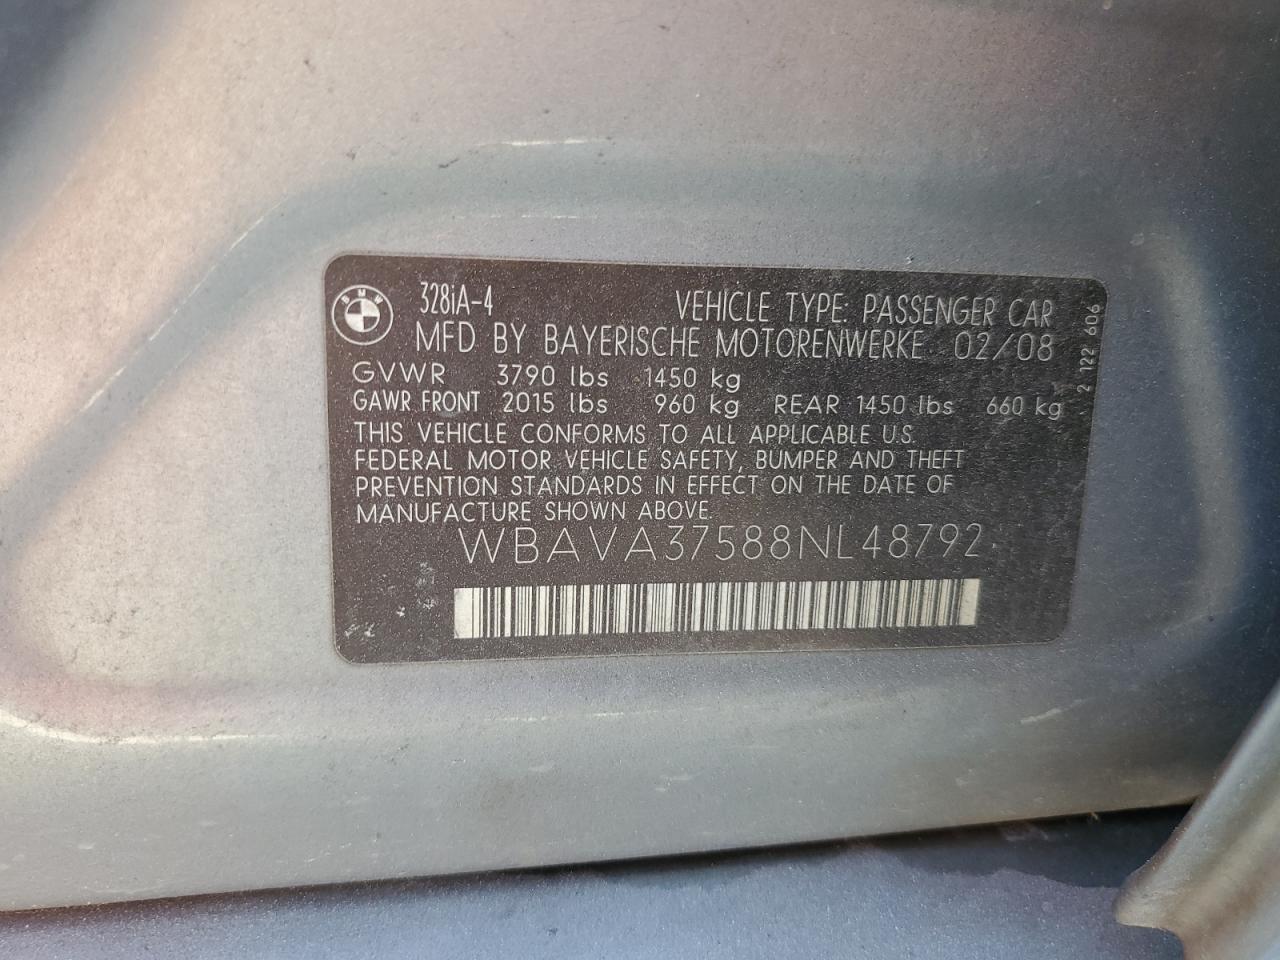 BMW
328iA-4
VEHICLE TYPE: PASSENGER CAR
MFD BY BAYERISCHE MOTORENWERKE 02/08
GVWR 3790 lbs 1450 kg
GAWR FRONT 2015 lbs 960 kg REAR 1450 lbs 660 kg
THIS VEHICLE CONFORMS TO ALL APPLICABLE U.S.
FEDERAL MOTOR VEHICLE SAFETY, BUMPER AND THEFT
PREVENTION STANDARDS IN EFFECT ON THE DATE OF
MANUFACTURE SHOWN ABOVE.
WBAVA37588NL48792
2 122 606